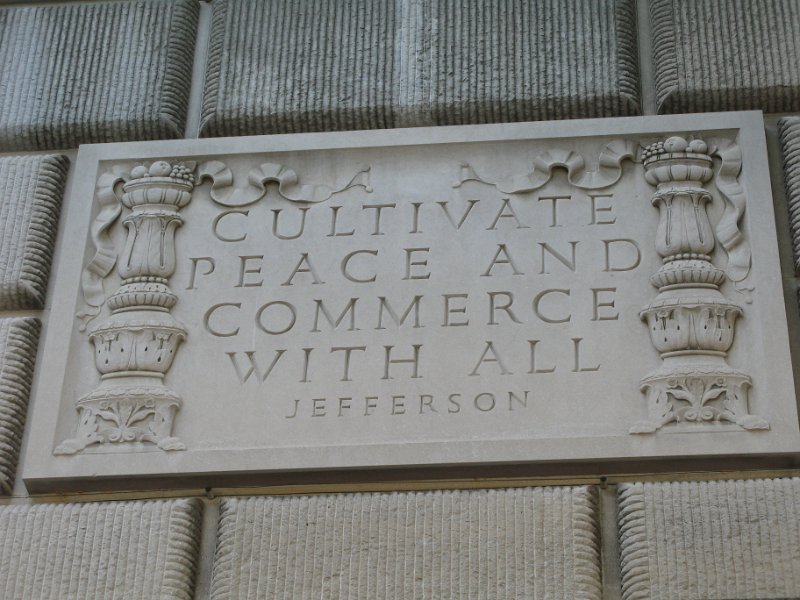 CULTIVATE
PEACE AND
COMMERCE
WITH ALL
JEFFERSON